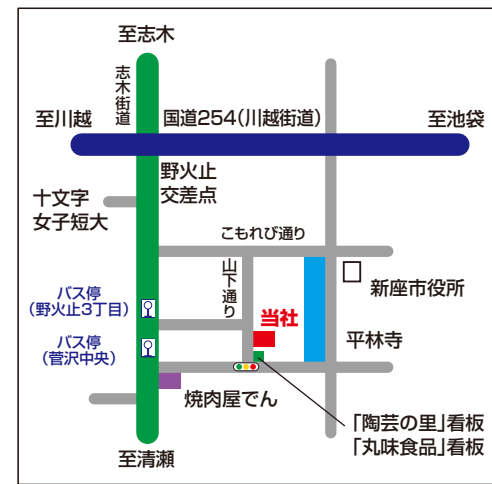 至志木
志木街道
至川越
国道254(川越街道)
至池袋
野火止
交差点
十文字
女子短大
こもれび通り
山下通り
新座市役所
バス停
(野火止3丁目)
当社
バス停
(菅沢中央)
平林寺
焼肉屋でん
「陶芸の里」看板
「丸味食品」看板
至清瀬